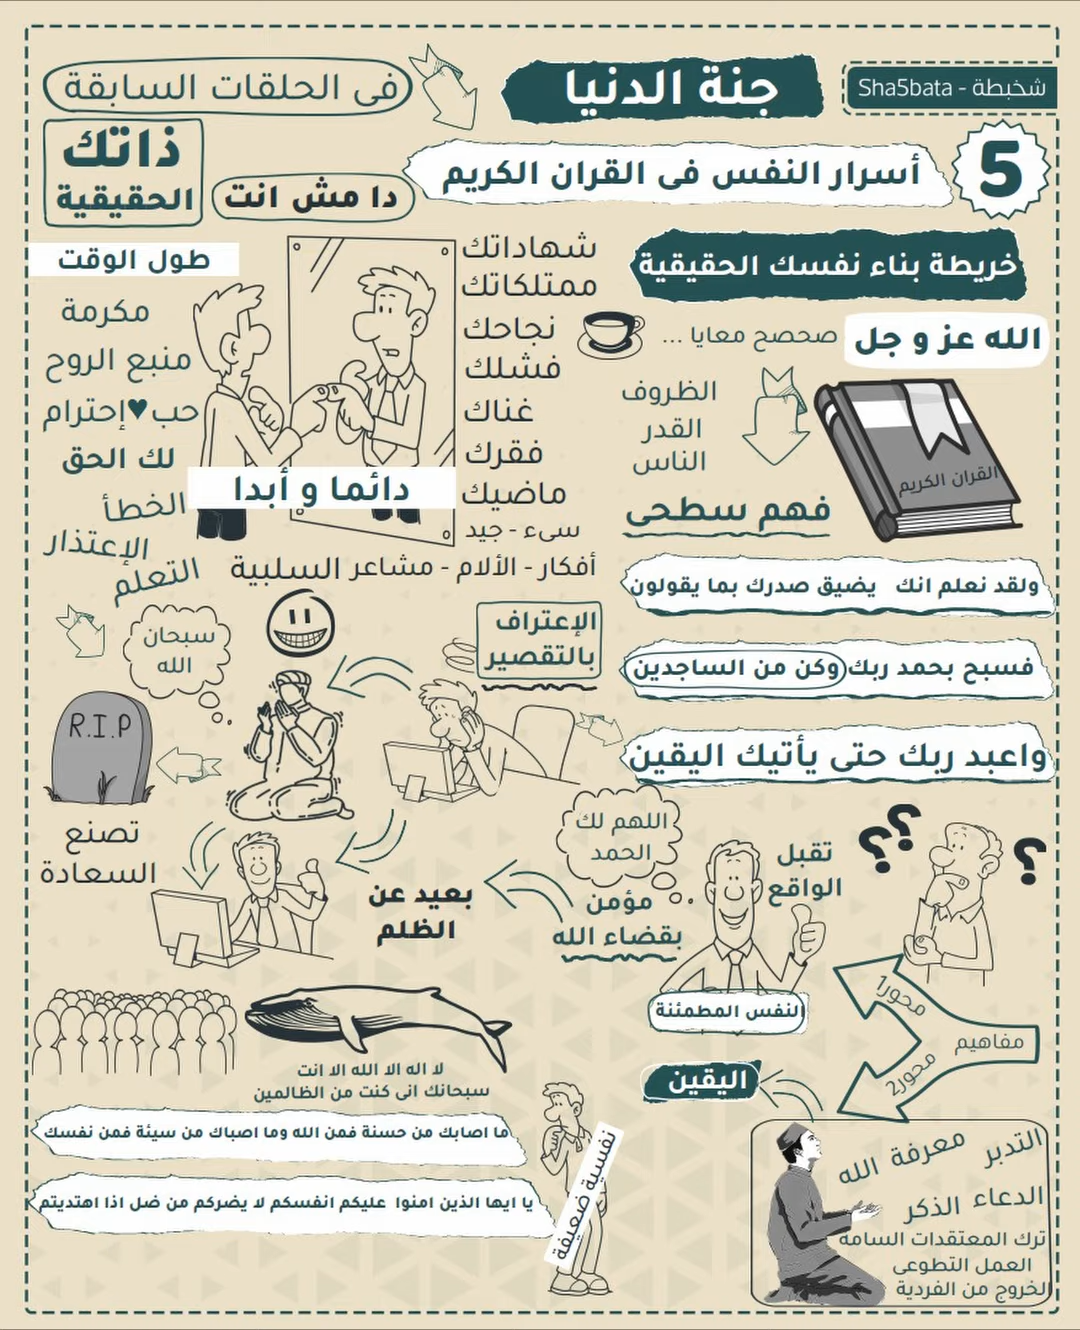 شخبطة - Sha5bata
جنة الدنيا
فى الحلقات السابقة
5
أسرار النفس فى القران الكريم
ذاتك
الحقيقية
دا مش انت
خريطة بناء نفسك الحقيقية
الله عز و جل
صحصح معايا ...
الظروف
القدر
الناس
فهم سطحى
القران الكريم
شهاداتك
ممتلكاتك
نجاحك
فشلك
غناك
فقرك
ماضيك
سىء - جيد
أفكار - الألام - مشاعر السلبية
طول الوقت
مكرمة
منبع الروح
حب♥إحترام
لك الحق
الخطأ
الإعتذار
التعلم
دائما و أبدا
ولقد نعلم انك يضيق صدرك بما يقولون
فسبح بحمد ربك وكن من الساجدين
واعبد ربك حتى يأتيك اليقين
الإعتراف
بالتقصير
سبحان
الله
R.I.P
تصنع
السعادة
اللهم لك
الحمد
تقبل
الواقع
؟؟
؟
مؤمن
بقضاء الله
بعيد عن
الظلم
النفس المطمئنة
محور1
مفاهيم
محور2
اليقين
لا اله الا الله الا انت
سبحانك انى كنت من الظالمين
ما اصابك من حسنة فمن الله وما اصباك من سيئة فمن نفسك
يا ايها الذين امنوا عليكم انفسكم لا يضركم من ضل اذا اهتديتم
نفسية ضعيفة
التدبر
معرفة الله
الدعاء
الذكر
ترك المعتقدات السامة
العمل التطوعى
الخروج من الفردية